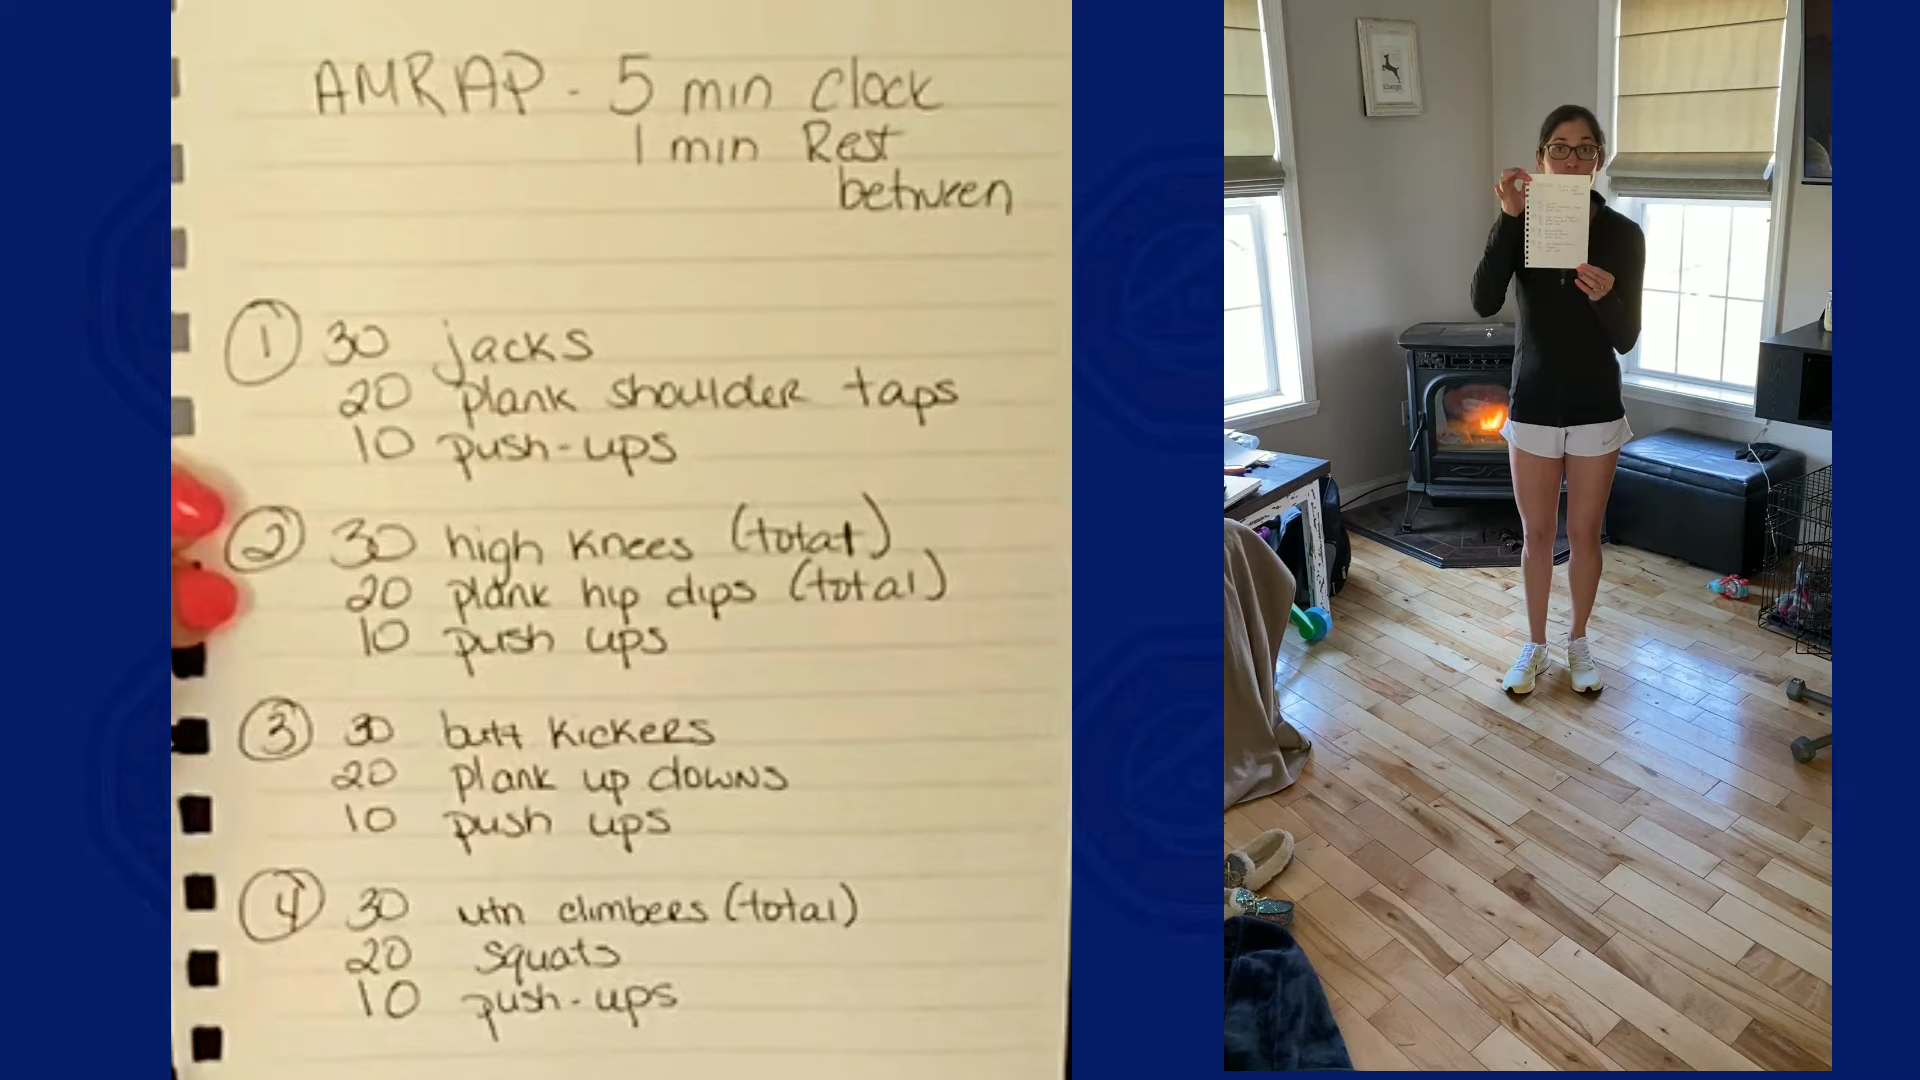 AMRAP - 5 min Clock
1 min Rest
between
① 30 jacks
20 plank shoulder taps
10 push-ups
② 30 high knees (total)
20 plank hip dips (total)
10 push ups
③ 30 butt kickers
20 plank up downs
10 push ups
④ 30 mtn climbers (total)
20 squats
10 push-ups